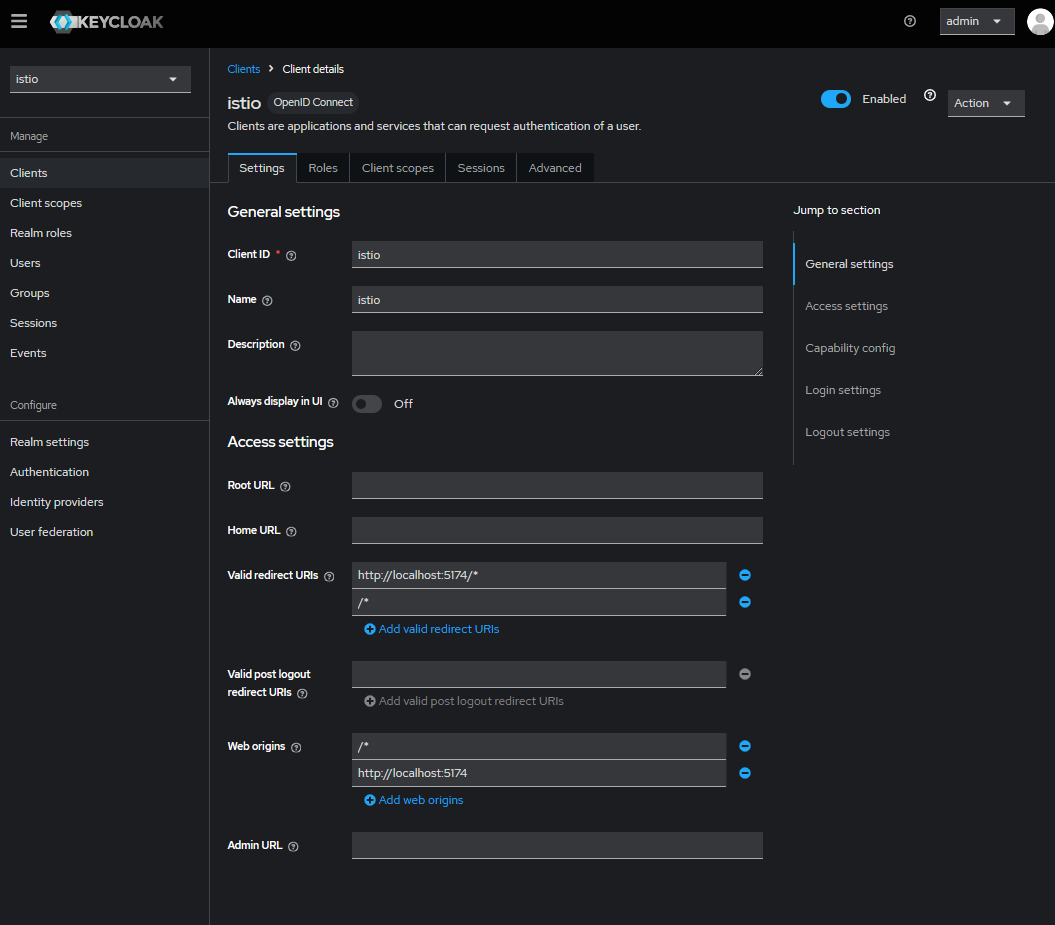 KEYCLOAK
admin
istio
Manage
Clients
Client scopes
Realm roles
Users
Groups
Sessions
Events
Configure
Realm settings
Authentication
Identity providers
User federation
Clients > Client details
istio OpenID Connect
Enabled
Action
Clients are applications and services that can request authentication of a user.
Settings Roles Client scopes Sessions Advanced
General settings
Client ID * istio
Name istio
Description
Always display in UI Off
Access settings
Root URL
Home URL
Valid redirect URIs http://localhost:5174/*
/*
Add valid redirect URIs
Valid post logout
redirect URIs
Add valid post logout redirect URIs
Web origins /*
http://localhost:5174
Add web origins
Admin URL
Jump to section
General settings
Access settings
Capability config
Login settings
Logout settings